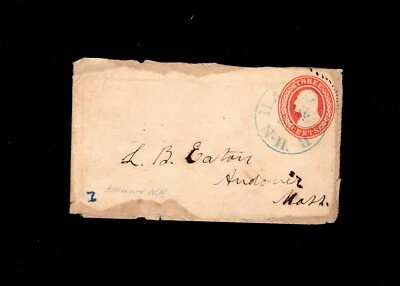 THREE
CENTS
N.H.
L. B. Eaton
Andover
Mass.